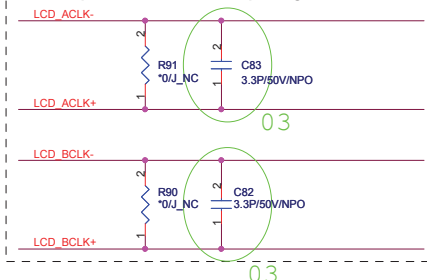 LCD_ACLK-
2
2
R91
*0/J_NC
C83
3.3P/50V/NPO
1
1
LCD_ACLK+
03
LCD_BCLK-
2
2
R90
*0/J_NC
C82
3.3P/50V/NPO
1
1
LCD_BCLK+
03